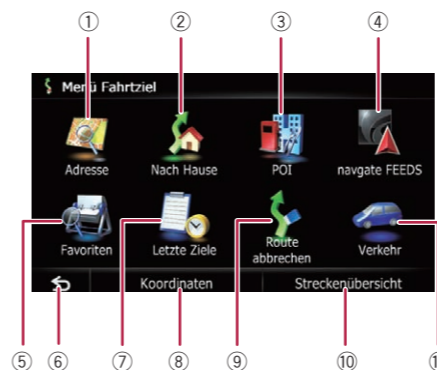 ① ② ③ ④
Menü Fahrtziel
Adresse Nach Hause POI navgate FEEDS
Favoriten Letzte Ziele Route abbrechen Verkehr
Koordinaten Streckenübersicht
⑤ ⑥ ⑦ ⑧ ⑨ ⑩